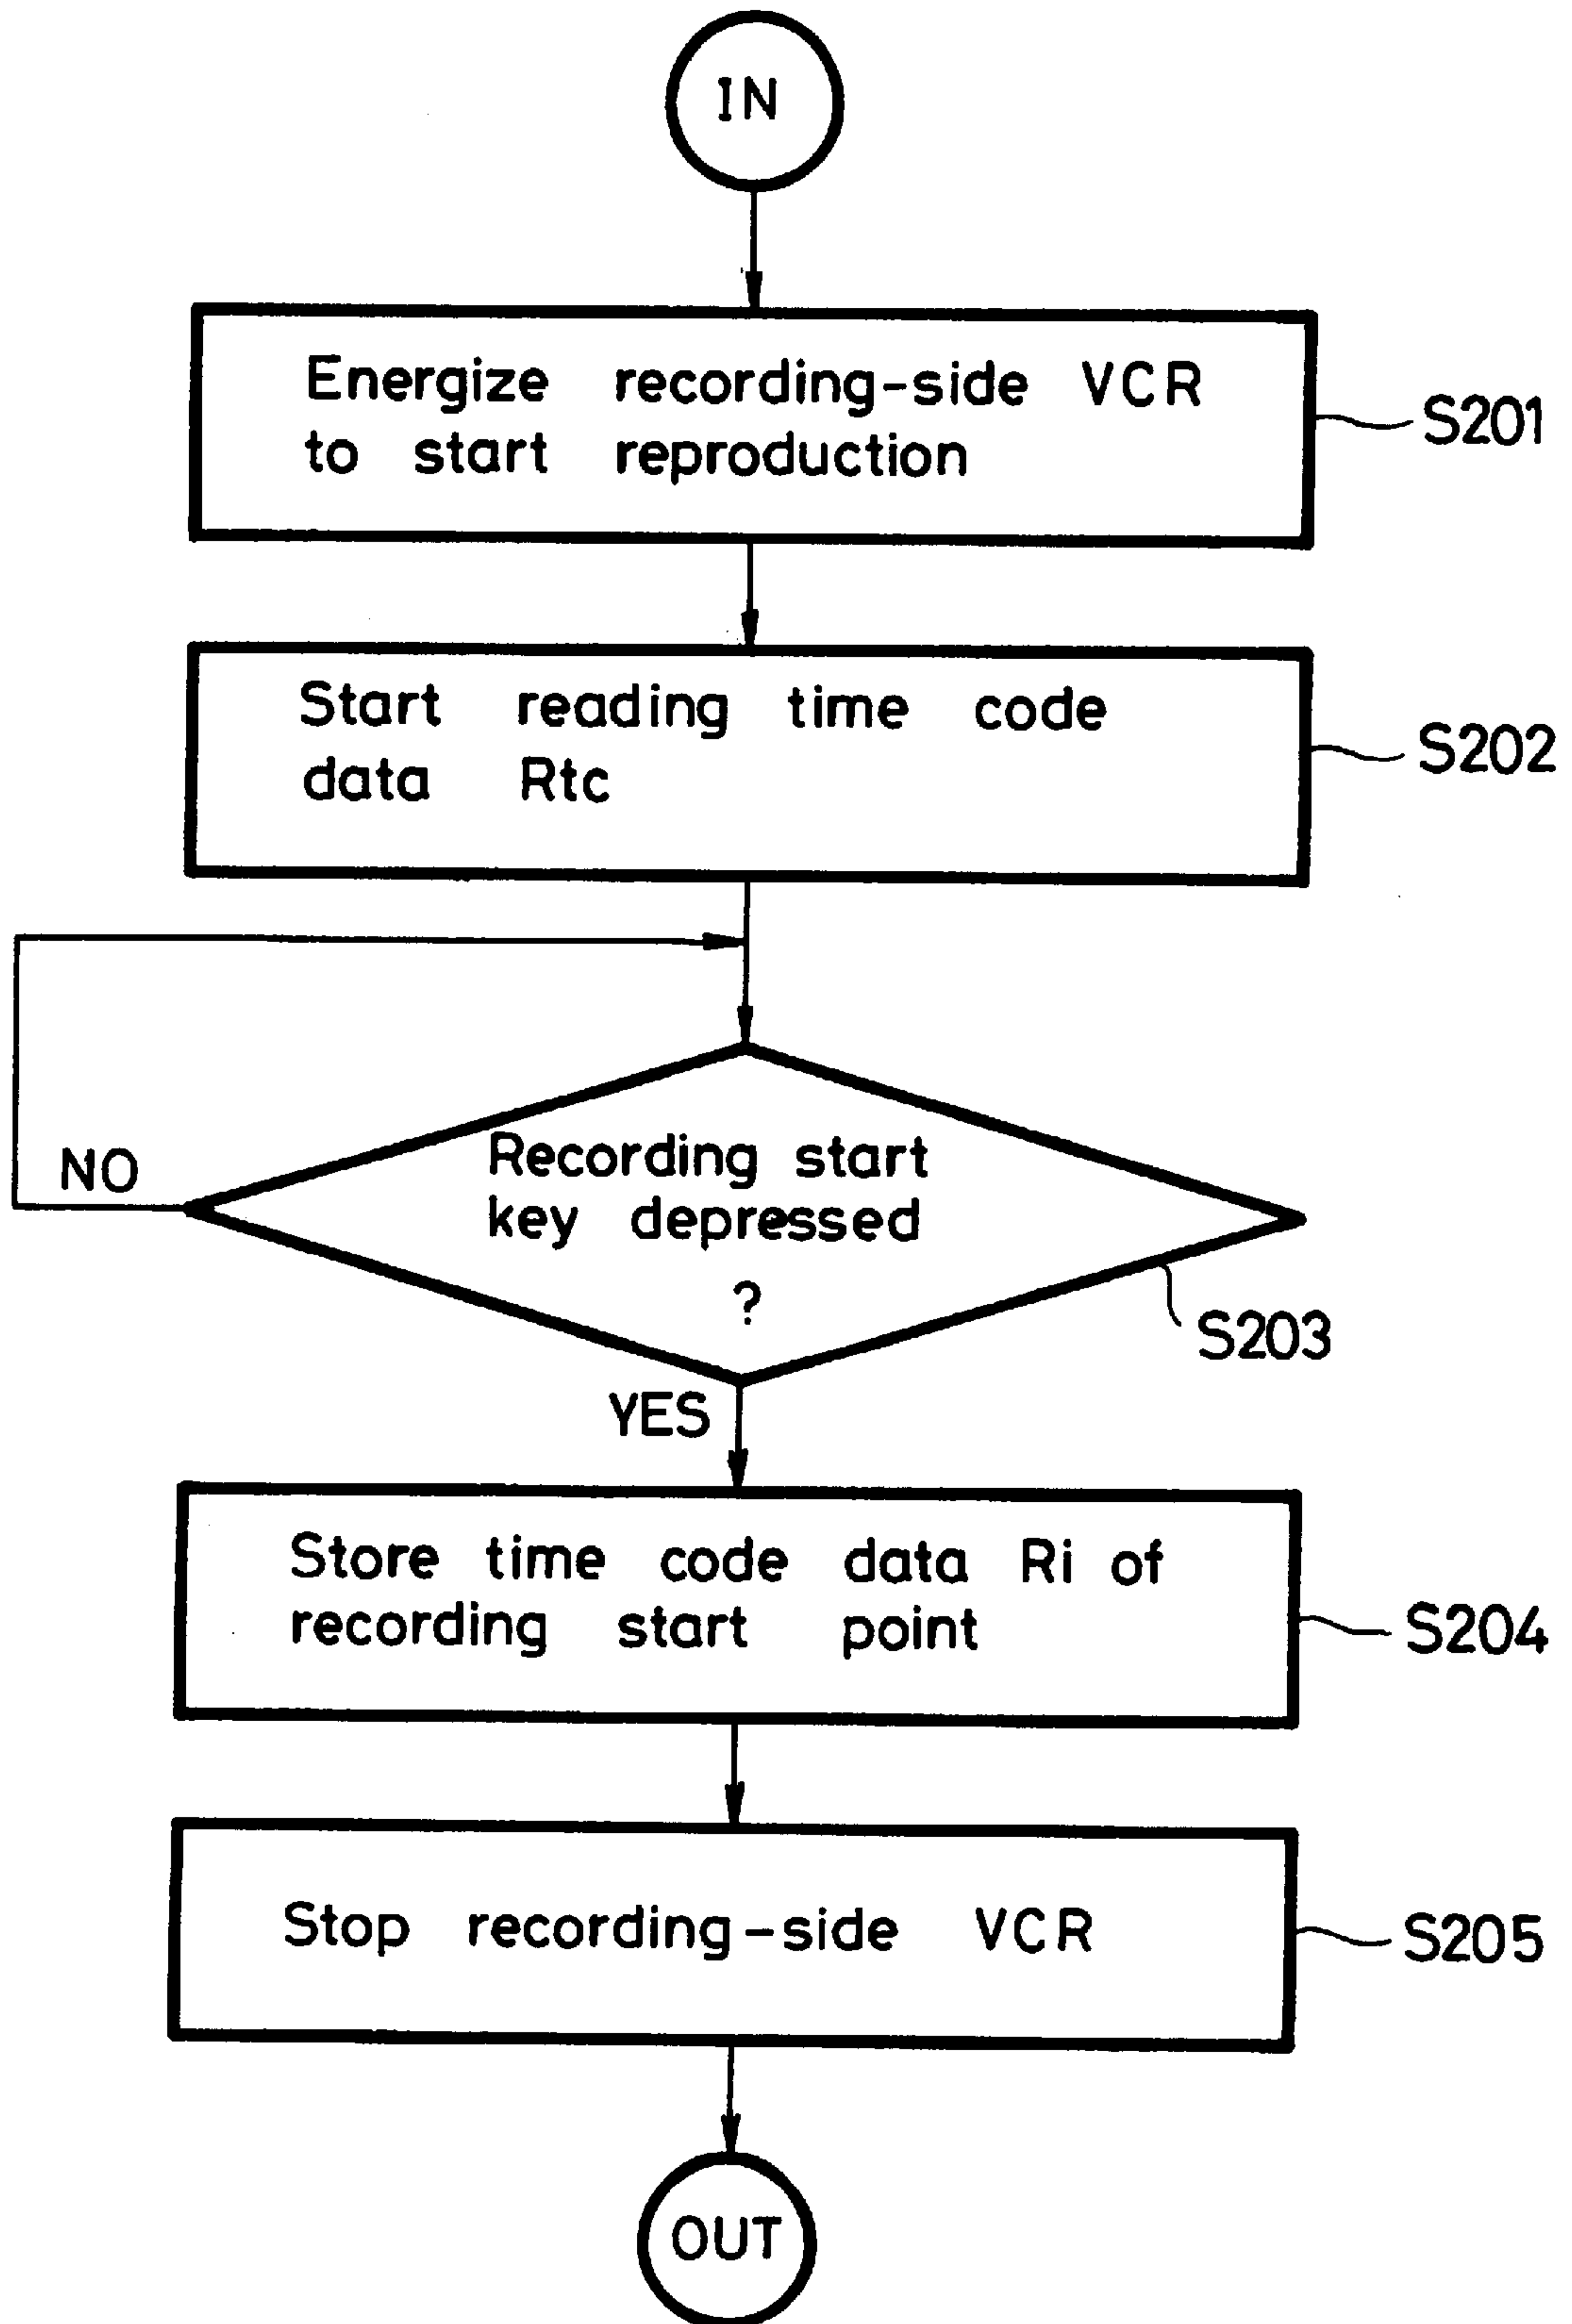 IN
Energize recording-side VCR
to start reproduction
S201
Start reading time code
data Rtc
S202
Recording start
key depressed
?
NO
S203
YES
Store time code data Ri of
recording start point
S204
Stop recording-side VCR
S205
OUT